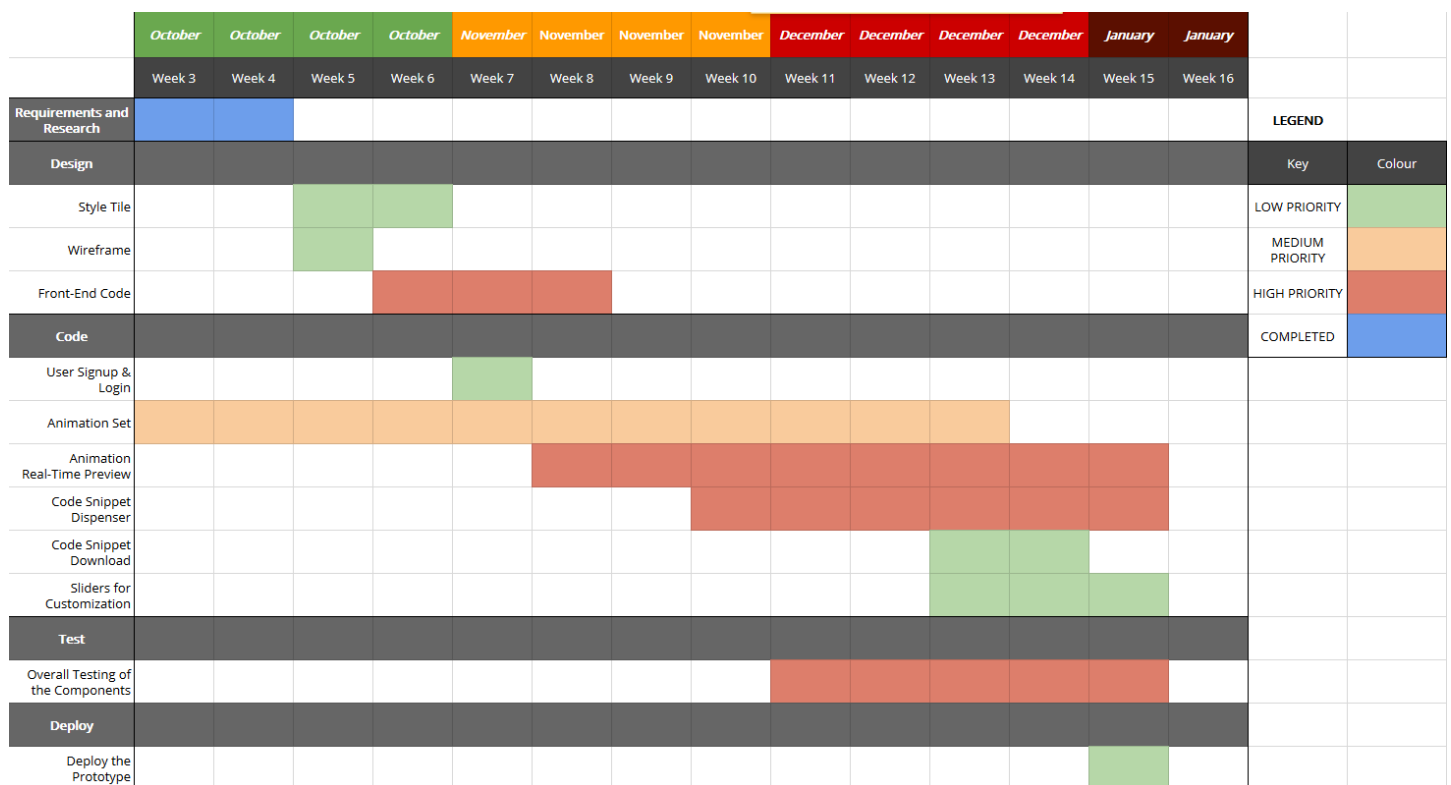 October October October October November November November November December December December December January January
Week 3 Week 4 Week 5 Week 6 Week 7 Week 8 Week 9 Week 10 Week 11 Week 12 Week 13 Week 14 Week 15 Week 16
Requirements and
Research
LEGEND
Design
Key Colour
Style Tile
LOW PRIORITY
Wireframe
MEDIUM
PRIORITY
Front-End Code
HIGH PRIORITY
Code
COMPLETED
User Signup &
Login
Animation Set
Animation
Real-Time Preview
Code Snippet
Dispenser
Code Snippet
Download
Sliders for
Customization
Test
Overall Testing of
the Components
Deploy
Deploy the
Prototype